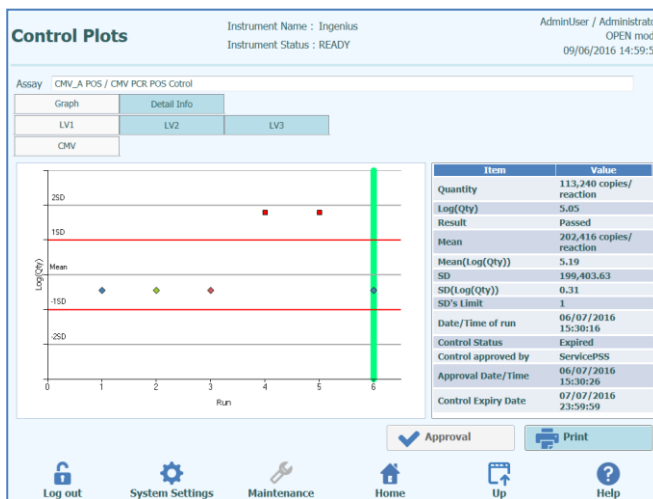 Control Plots
Instrument Name : Ingenius
Instrument Status : READY
AdminUser / Administrato
OPEN mod
09/06/2016 14:59:5
Assay CMV_A POS / CMV PCR POS Cotrol
Graph Detail Info
LV1 LV2 LV3
CMV
2SD
1SD
Mean
-1SD
-2SD
Log(Qty)
0 1 2 3 4 5 6
Run
Item Value
Quantity 113,240 copies/
reaction
Log(Qty) 5.05
Result Passed
Mean 202,416 copies/
reaction
Mean(Log(Qty)) 5.19
SD 199,403.63
SD(Log(Qty)) 0.31
SD's Limit 1
Date/Time of run 06/07/2016
15:30:16
Control Status Expired
Control approved by ServicePSS
Approval Date/Time 06/07/2016
15:30:26
Control Expiry Date 07/07/2016
23:59:59
Approval Print
Log out System Settings Maintenance Home Up Help